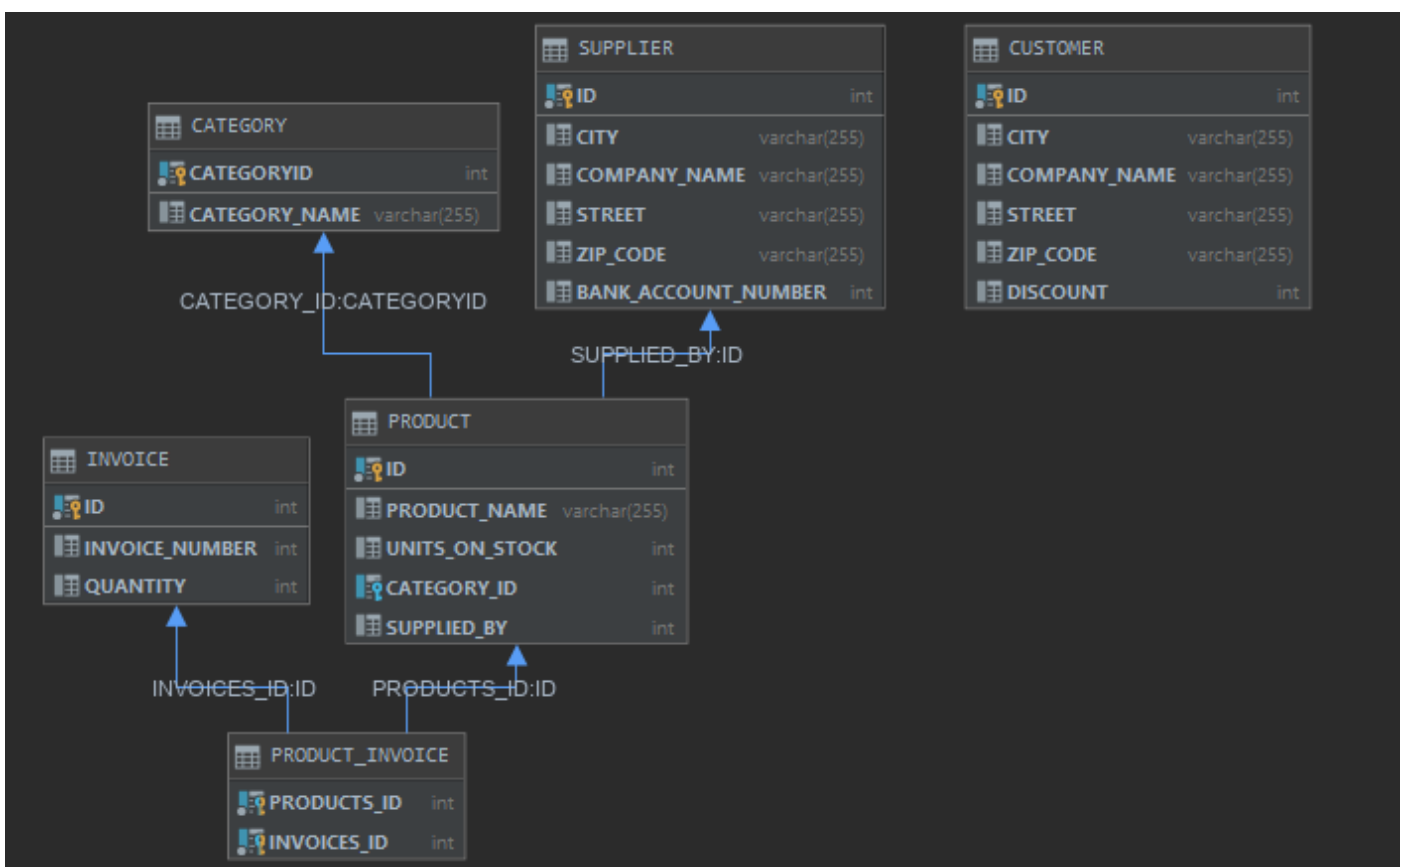 SUPPLIER
ID int
CITY varchar(255)
COMPANY_NAME varchar(255)
STREET varchar(255)
ZIP_CODE varchar(255)
BANK_ACCOUNT_NUMBER int
CUSTOMER
ID int
CITY varchar(255)
COMPANY_NAME varchar(255)
STREET varchar(255)
ZIP_CODE varchar(255)
DISCOUNT int
CATEGORY
CATEGORYID int
CATEGORY_NAME varchar(255)
CATEGORY_ID:CATEGORYID
SUPPLIED_BY:ID
PRODUCT
ID int
PRODUCT_NAME varchar(255)
UNITS_ON_STOCK int
CATEGORY_ID int
SUPPLIED_BY int
INVOICE
ID int
INVOICE_NUMBER int
QUANTITY int
INVOICES_ID:ID
PRODUCTS_ID:ID
PRODUCT_INVOICE
PRODUCTS_ID int
INVOICES_ID int